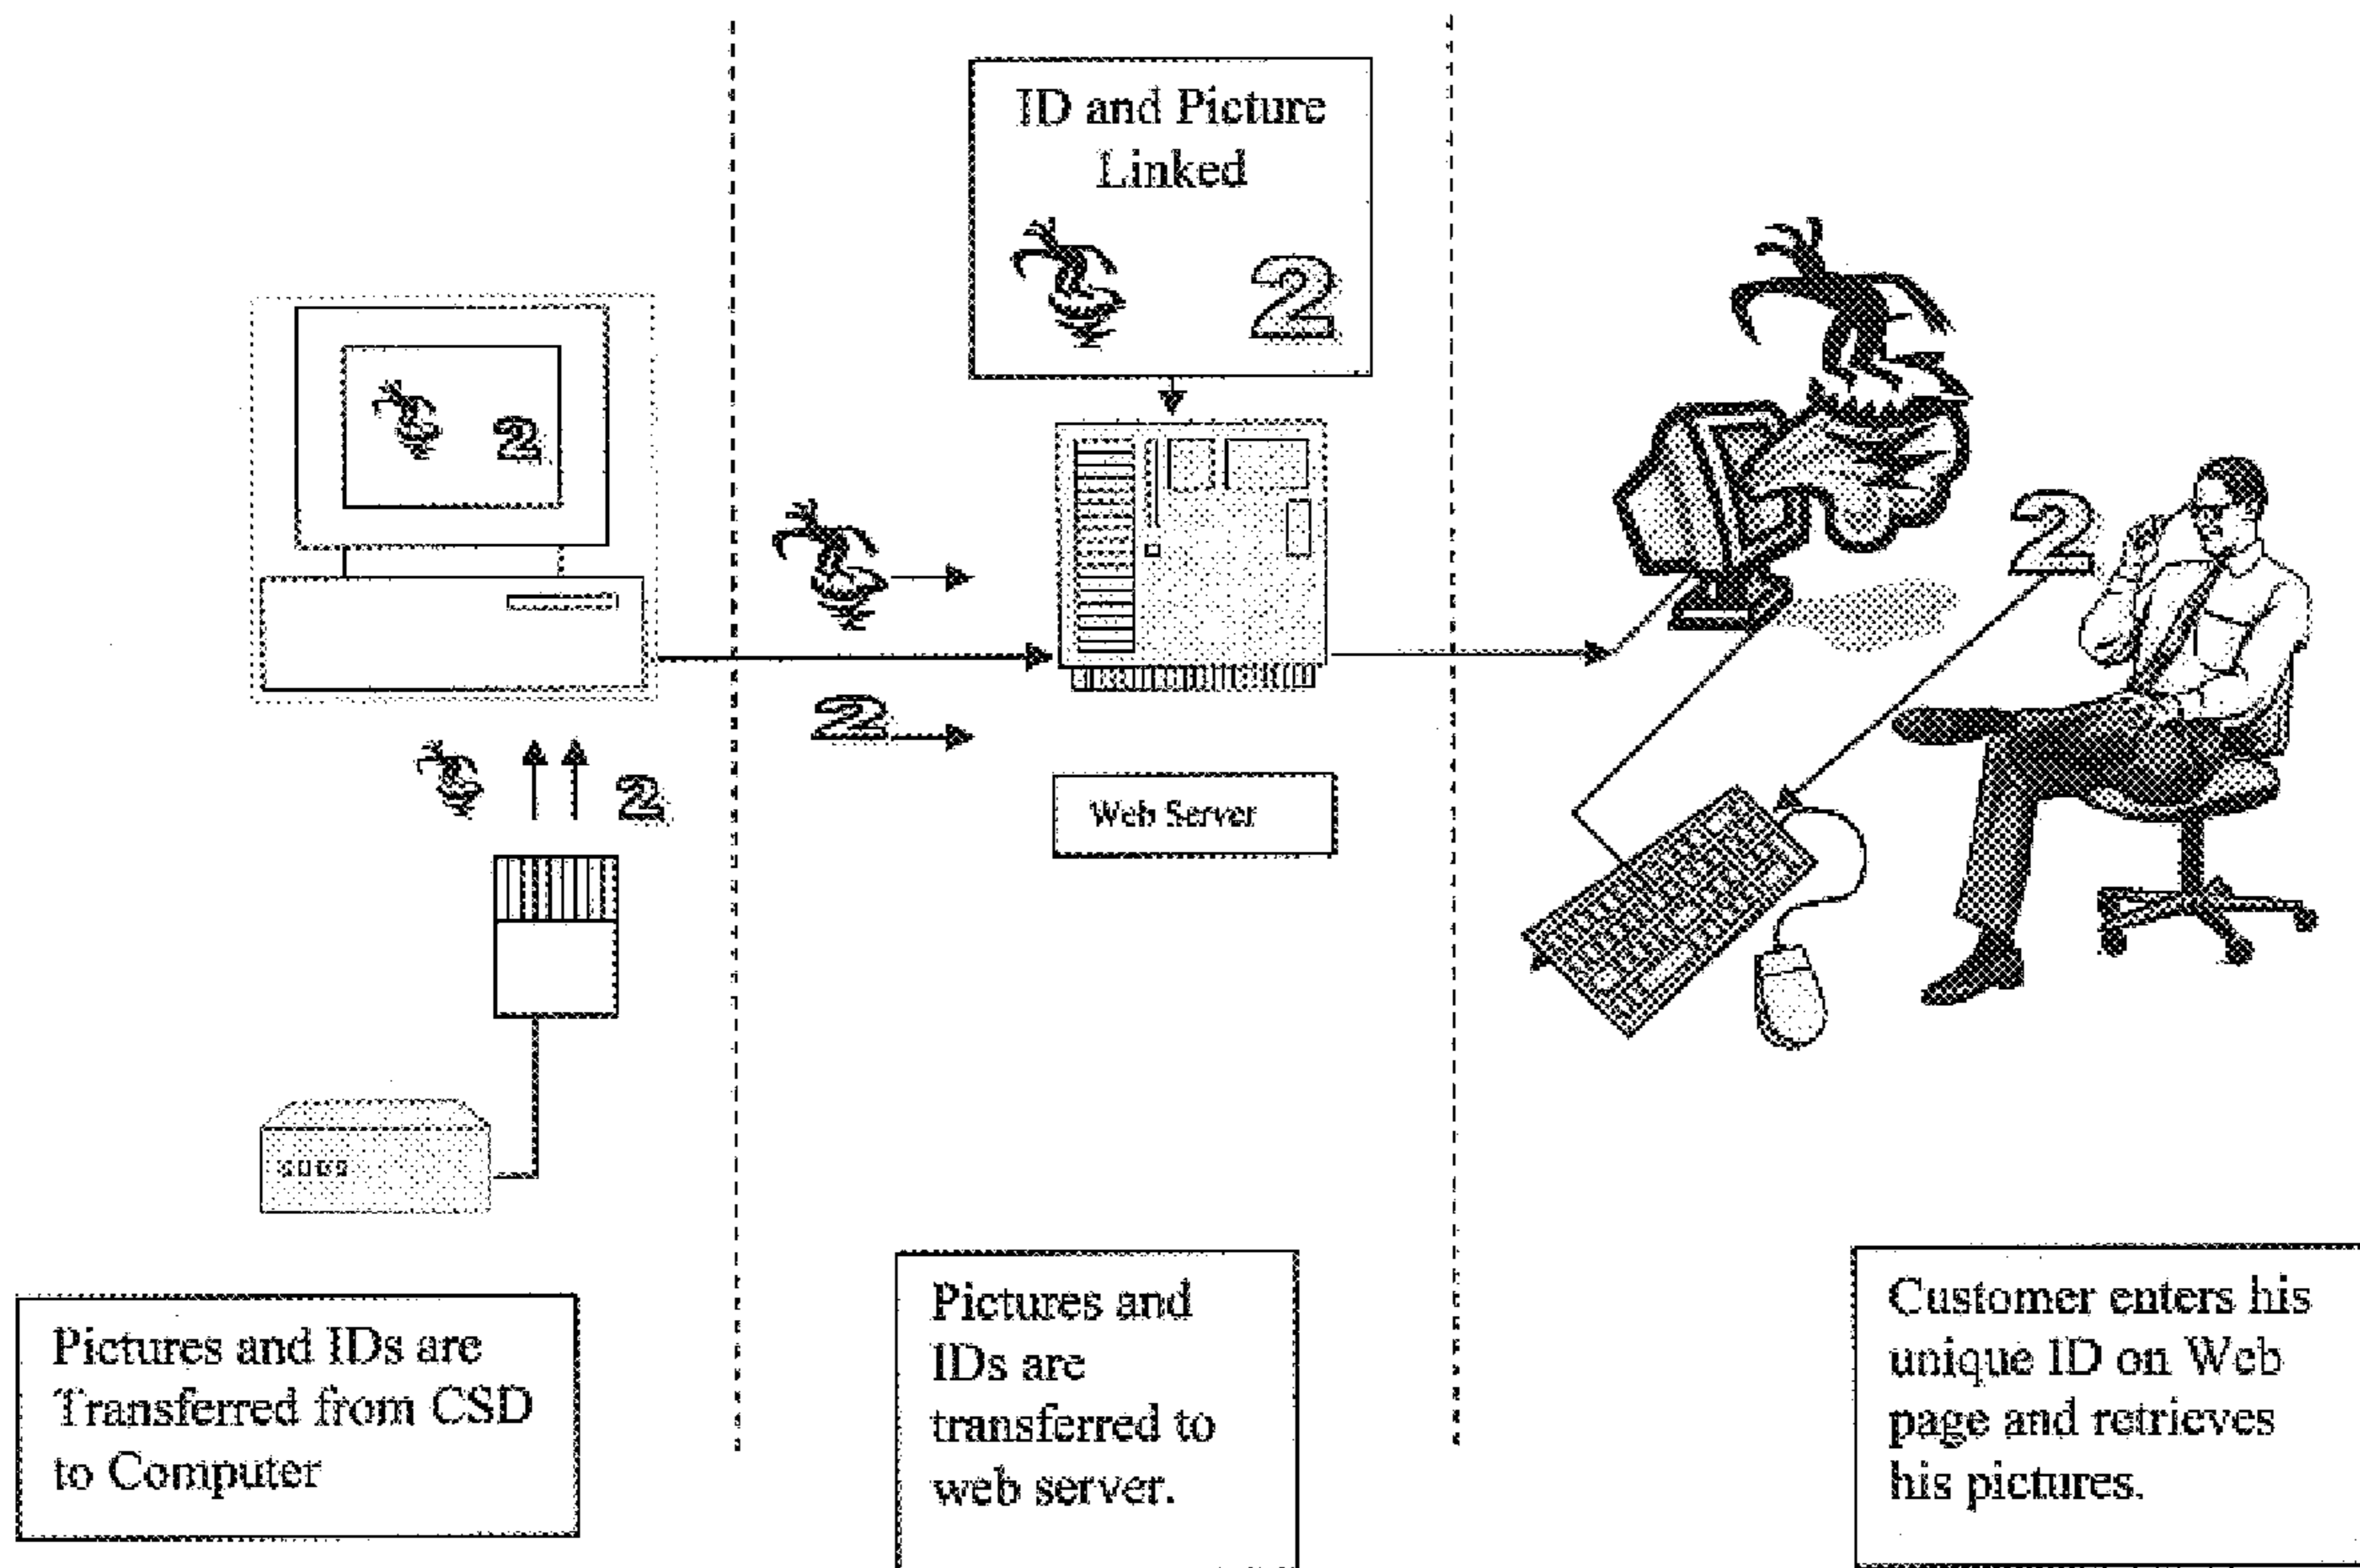 ID and Picture
Linked
2
2
2
2
2
Web Server
Pictures and IDs are
Transferred from CSD
to Computer
Pictures and
IDs are
transferred to
web server.
Customer enters his
unique ID on Web
page and retrieves
his pictures.